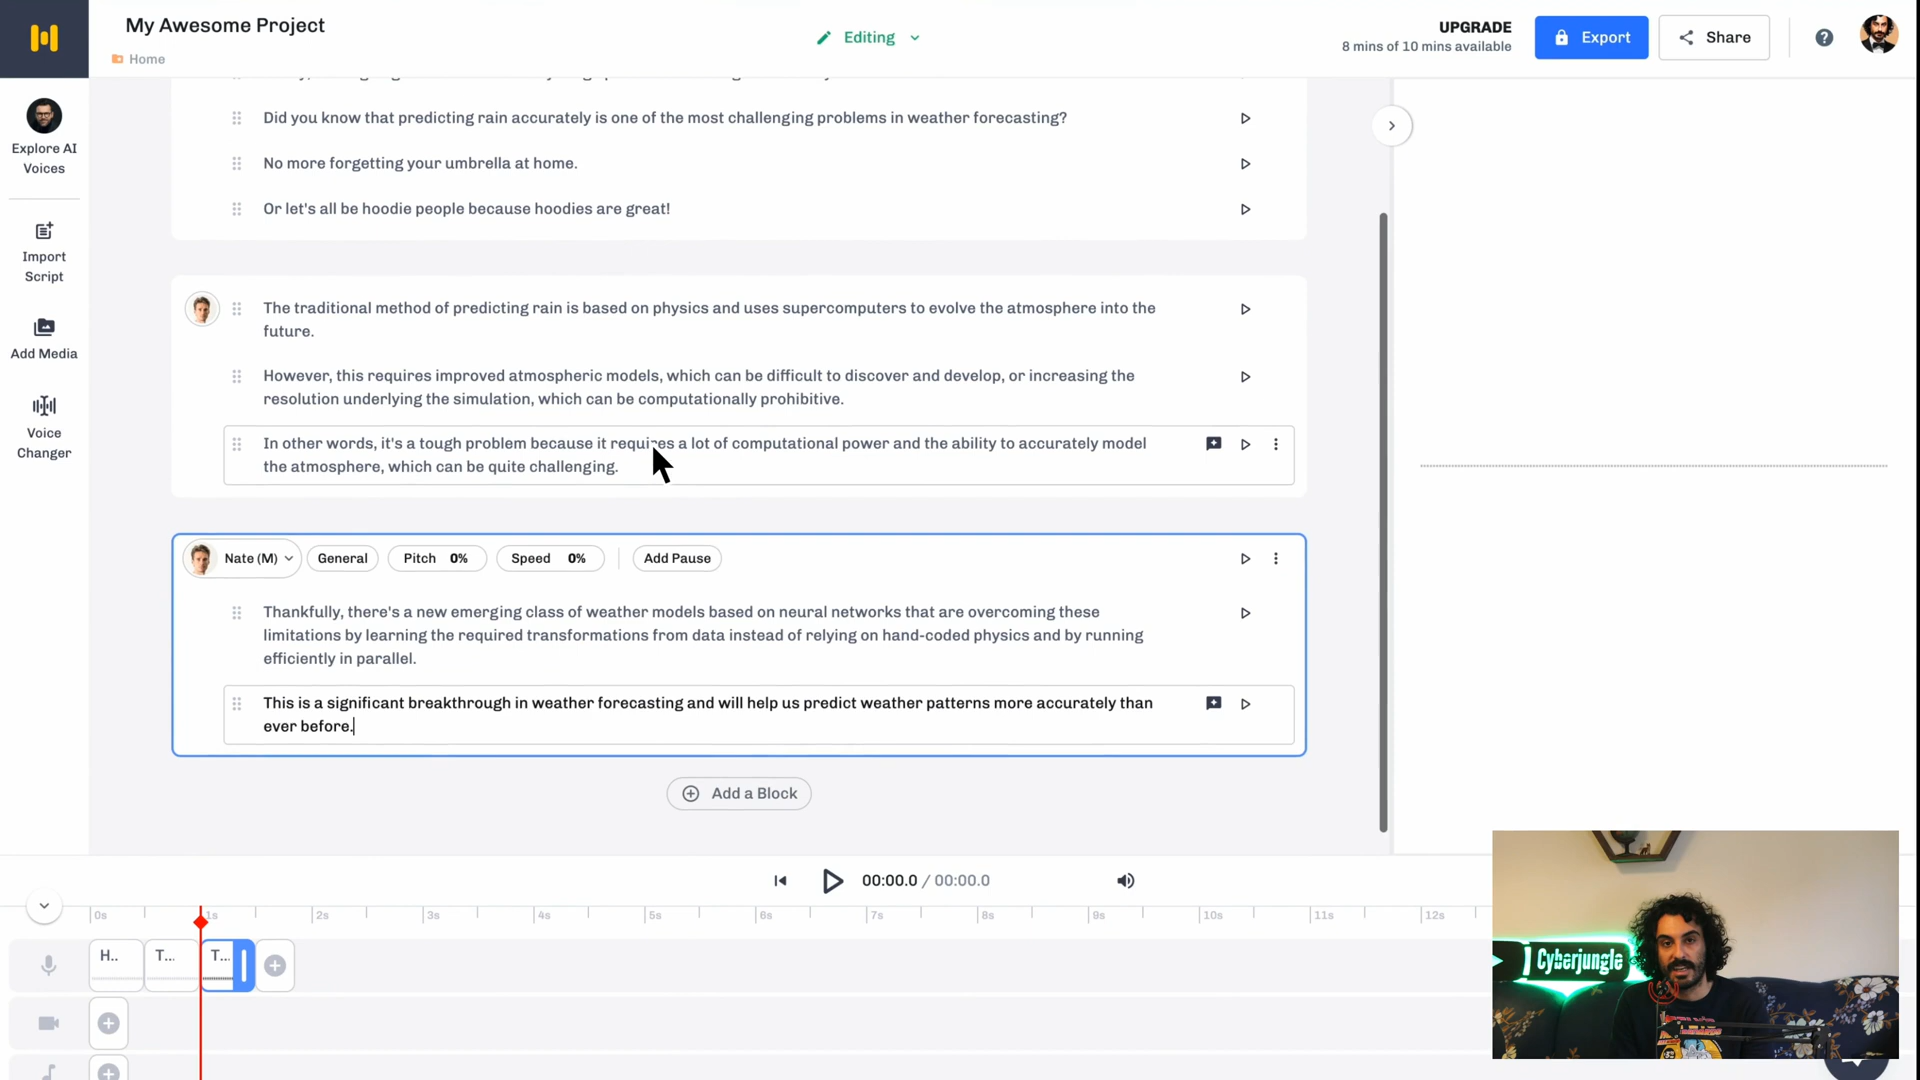 My Awesome Project
Home
Editing
UPGRADE
8 mins of 10 mins available
Export
Share
Explore AI
Voices
Import
Script
Add Media
Voice
Changer
Did you know that predicting rain accurately is one of the most challenging problems in weather forecasting?
No more forgetting your umbrella at home.
Or let's all be hoodie people because hoodies are great!
The traditional method of predicting rain is based on physics and uses supercomputers to evolve the atmosphere into the
future.
However, this requires improved atmospheric models, which can be difficult to discover and develop, or increasing the
resolution underlying the simulation, which can be computationally prohibitive.
In other words, it's a tough problem because it requires a lot of computational power and the ability to accurately model
the atmosphere, which can be quite challenging.
Nate (M)
General
Pitch 0%
Speed 0%
Add Pause
Thankfully, there's a new emerging class of weather models based on neural networks that are overcoming these
limitations by learning the required transformations from data instead of relying on hand-coded physics and by running
efficiently in parallel.
This is a significant breakthrough in weather forecasting and will help us predict weather patterns more accurately than
ever before.
Add a Block
00:00.0 / 00:00.0
0s 1s 2s 3s 4s 5s 6s 7s 8s 9s 10s 11s 12s
H.. T... T...
Cyberjungle